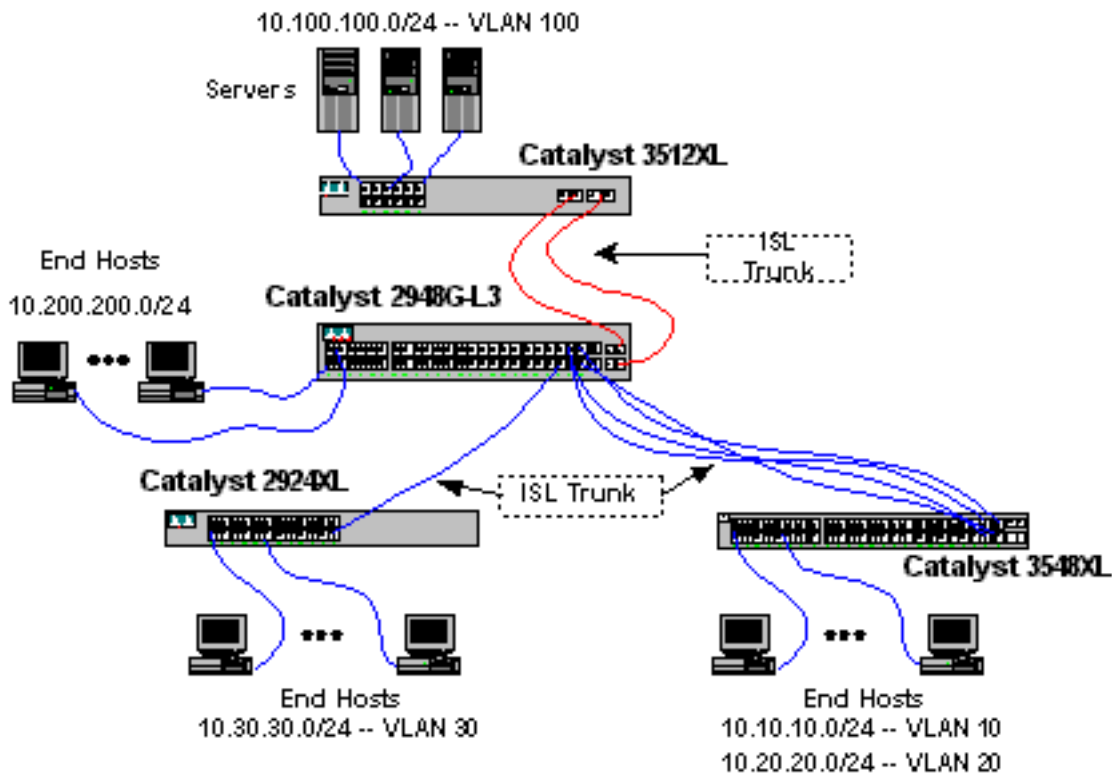 10.100.100.0/24 -- VLAN 100
Servers
Catalyst 3512XL
ISL
Trunk
End Hosts
10.200.200.0/24
Catalyst 2948G-L3
Catalyst 2924XL
ISL Trunk
Catalyst 3548XL
End Hosts
10.30.30.0/24 -- VLAN 30
End Hosts
10.10.10.0/24 -- VLAN 10
10.20.20.0/24 -- VLAN 20